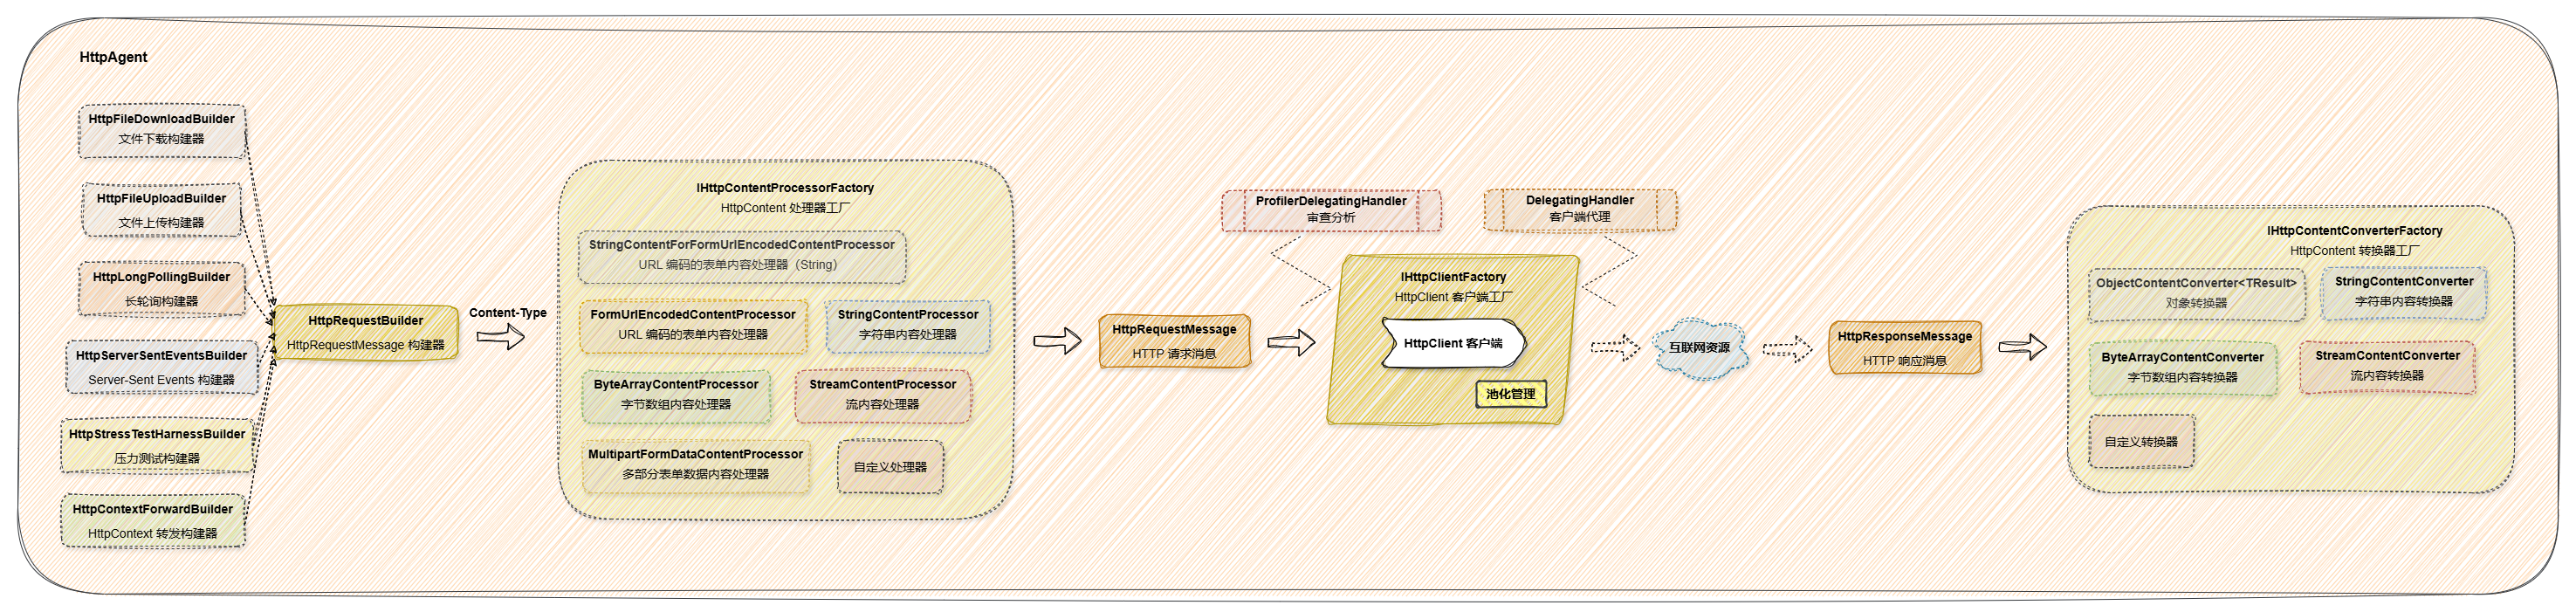 HttpAgent
HttpFileDownloadBuilder
文件下载构建器
HttpFileUploadBuilder
文件上传构建器
HttpLongPollingBuilder
长轮询构建器
HttpServerSentEventsBuilder
Server-Sent Events 构建器
HttpStressTestHarnessBuilder
压力测试构建器
HttpContextForwardBuilder
HttpContext 转发构建器
HttpRequestBuilder
HttpRequestMessage 构建器
Content-Type
IHttpContentProcessorFactory
HttpContent 处理器工厂
StringContentForFormUrlEncodedContentProcessor
URL 编码的表单内容处理器（String）
FormUrlEncodedContentProcessor
URL 编码的表单内容处理器
StringContentProcessor
字符串内容处理器
ByteArrayContentProcessor
字节数组内容处理器
StreamContentProcessor
流内容处理器
MultipartFormDataContentProcessor
多部分表单数据内容处理器
自定义处理器
HttpRequestMessage
HTTP 请求消息
ProfilerDelegatingHandler
审查分析
DelegatingHandler
客户端代理
IHttpClientFactory
HttpClient 客户端工厂
HttpClient 客户端
池化管理
互联网资源
HttpResponseMessage
HTTP 响应消息
IHttpContentConverterFactory
HttpContent 转换器工厂
ObjectContentConverter<TResult>
对象转换器
StringContentConverter
字符串内容转换器
ByteArrayContentConverter
字节数组内容转换器
StreamContentConverter
流内容转换器
自定义转换器